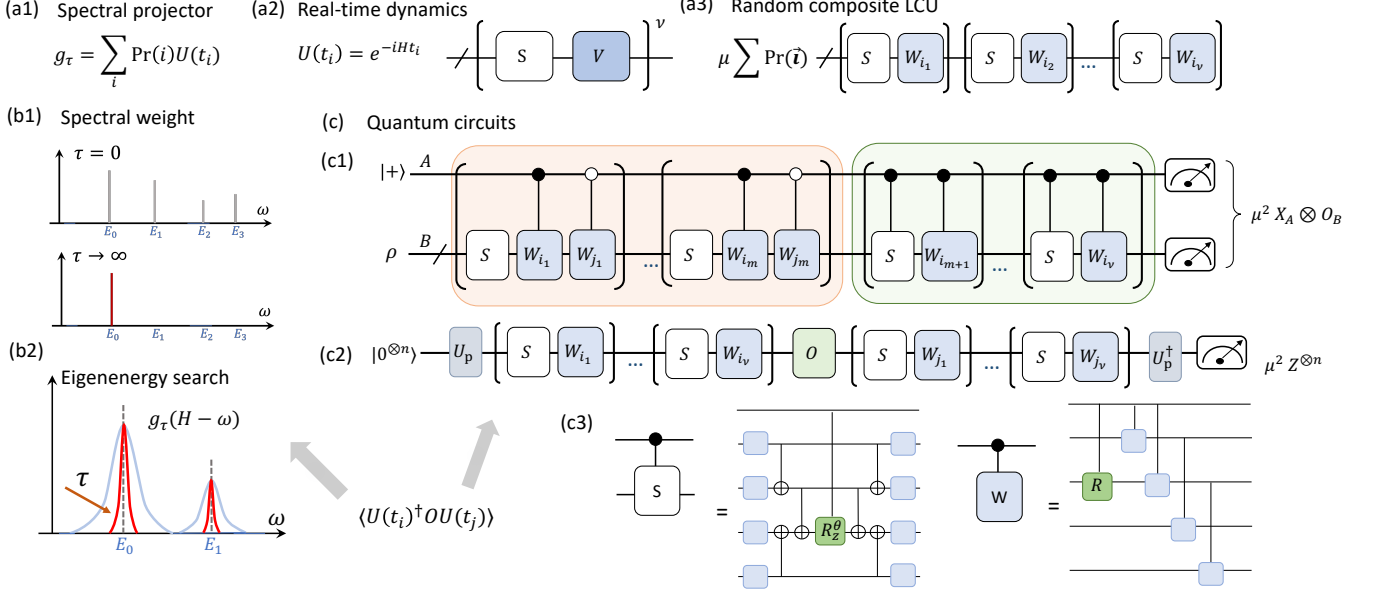 (a1) Spectral projector
g_τ = ∑_i Pr(i)U(t_i)
(a2) Real-time dynamics
U(t_i) = e^{−iHt_i}
S V ν
(a3) Random composite LCU
μ ∑ Pr(i⃗) S W_{i_1} S W_{i_2} ... S W_{i_ν}
(b1) Spectral weight
τ = 0
ω
E_0 E_1 E_2 E_3
τ → ∞
ω
E_0 E_1 E_2 E_3
(b2)
Eigenenergy search
g_τ(H − ω)
τ
ω
E_0 E_1
(c) Quantum circuits
(c1)
|+⟩ A
ρ B S W_{i_1} W_{j_1} ... S W_{i_m} W_{j_m} S W_{i_{m+1}} ... S W_{i_ν}
μ² X_A ⊗ O_B
(c2) |0^{⊗n}⟩ U_p S W_{i_1} ... S W_{i_ν} O S W_{j_1} ... S W_{j_ν} U_p^† μ² Z^{⊗n}
⟨U(t_i)^†OU(t_j)⟩
(c3)
S = R_z^θ
W = R